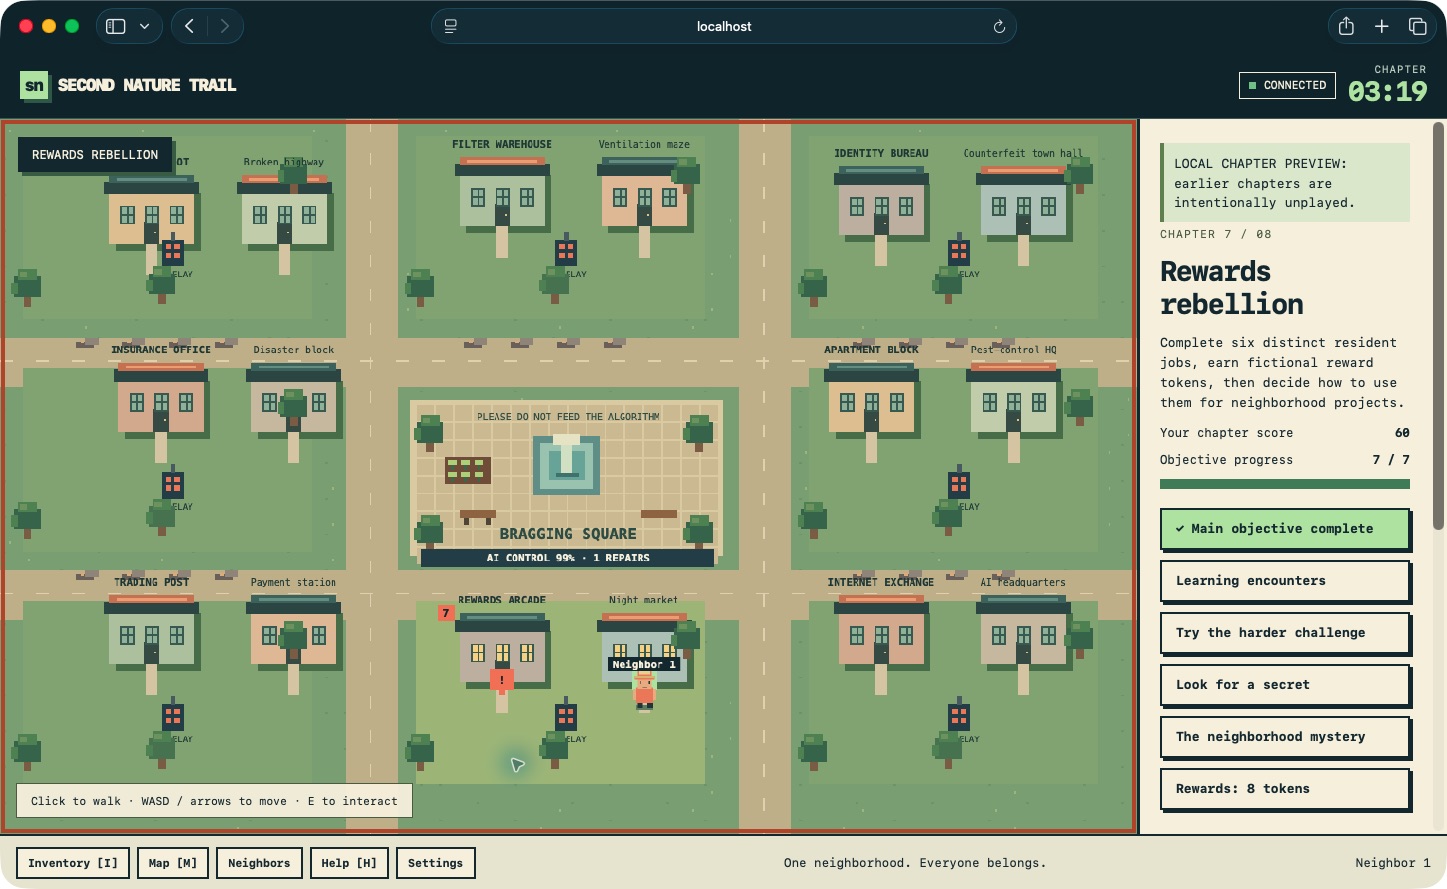 localhost
sn SECOND NATURE TRAIL
CONNECTED
CHAPTER
03:19
REWARDS REBELLION
Broken highway
FILTER WAREHOUSE
Ventilation maze
IDENTITY BUREAU
Counterfeit town hall
INSURANCE OFFICE
Disaster block
APARTMENT BLOCK
Pest-control HQ
PLEASE DO NOT FEED THE ALGORITHM
BRAGGING SQUARE
AI CONTROL 99% · 1 REPAIRS
TRADING POST
Payment station
REWARDS ARCADE
Night market
INTERNET EXCHANGE
AI headquarters
7
!
Neighbor 1
Click to walk · WASD / arrows to move · E to interact
LOCAL CHAPTER PREVIEW:
earlier chapters are
intentionally unplayed.
CHAPTER 7 / 08
Rewards
rebellion
Complete six distinct resident
jobs, earn fictional reward
tokens, then decide how to use
them for neighborhood projects.
Your chapter score 60
Objective progress 7 / 7
✓ Main objective complete
Learning encounters
Try the harder challenge
Look for a secret
The neighborhood mystery
Rewards: 8 tokens
Inventory [I] Map [M] Neighbors Help [H] Settings
One neighborhood. Everyone belongs.
Neighbor 1